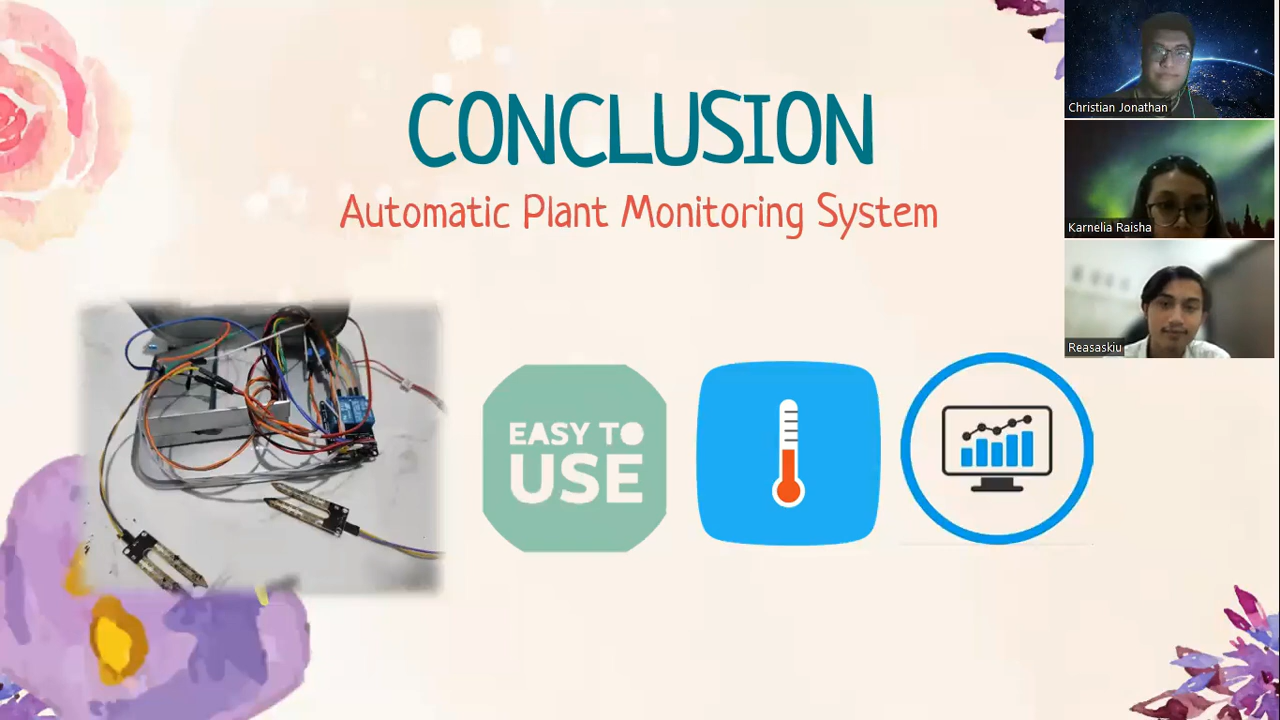 CONCLUSION
Automatic Plant Monitoring System
EASY TO
USE
Christian Jonathan
Karnelia Raisha
Reasaskiu